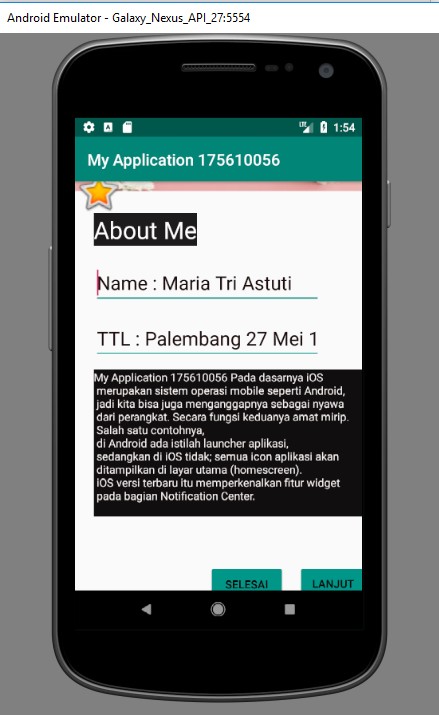 Android Emulator - Galaxy_Nexus_API_27:5554
LTE 1:54
My Application 175610056
About Me
Name : Maria Tri Astuti
TTL : Palembang 27 Mei 1
My Application 175610056 Pada dasarnya iOS
merupakan sistem operasi mobile seperti Android,
jadi kita bisa juga menganggapnya sebagai nyawa
dari perangkat. Secara fungsi keduanya amat mirip.
Salah satu contohnya,
di Android ada istilah launcher aplikasi,
sedangkan di iOS tidak; semua icon aplikasi akan
ditampilkan di layar utama (homescreen).
iOS versi terbaru itu memperkenalkan fitur widget
pada bagian Notification Center.
SELESAI LANJUT